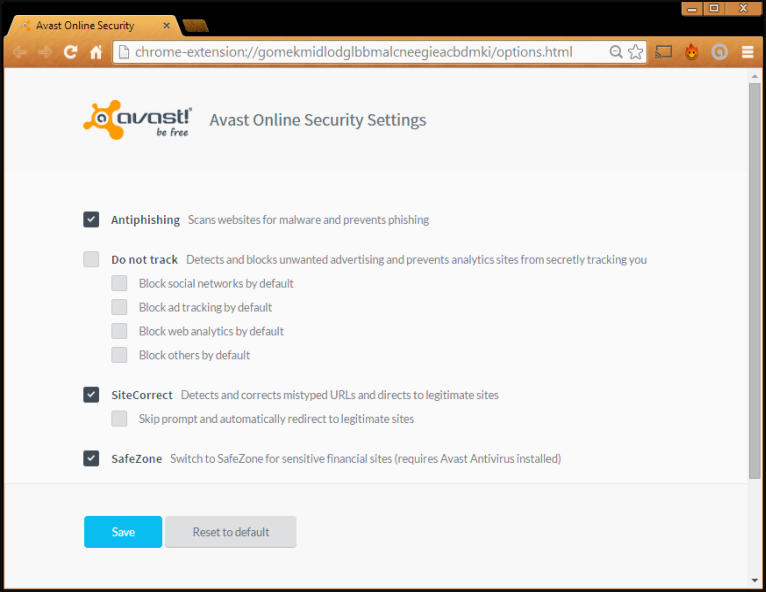 Avast Online Security
chrome-extension://gomekmidlodglbbmalcneegieacbdmki/options.html
avast!
be free
Avast Online Security Settings
Antiphishing Scans websites for malware and prevents phishing
Do not track Detects and blocks unwanted advertising and prevents analytics sites from secretly tracking you
Block social networks by default
Block ad tracking by default
Block web analytics by default
Block others by default
SiteCorrect Detects and corrects mistyped URLs and directs to legitimate sites
Skip prompt and automatically redirect to legitimate sites
SafeZone Switch to SafeZone for sensitive financial sites (requires Avast Antivirus installed)
Save Reset to default